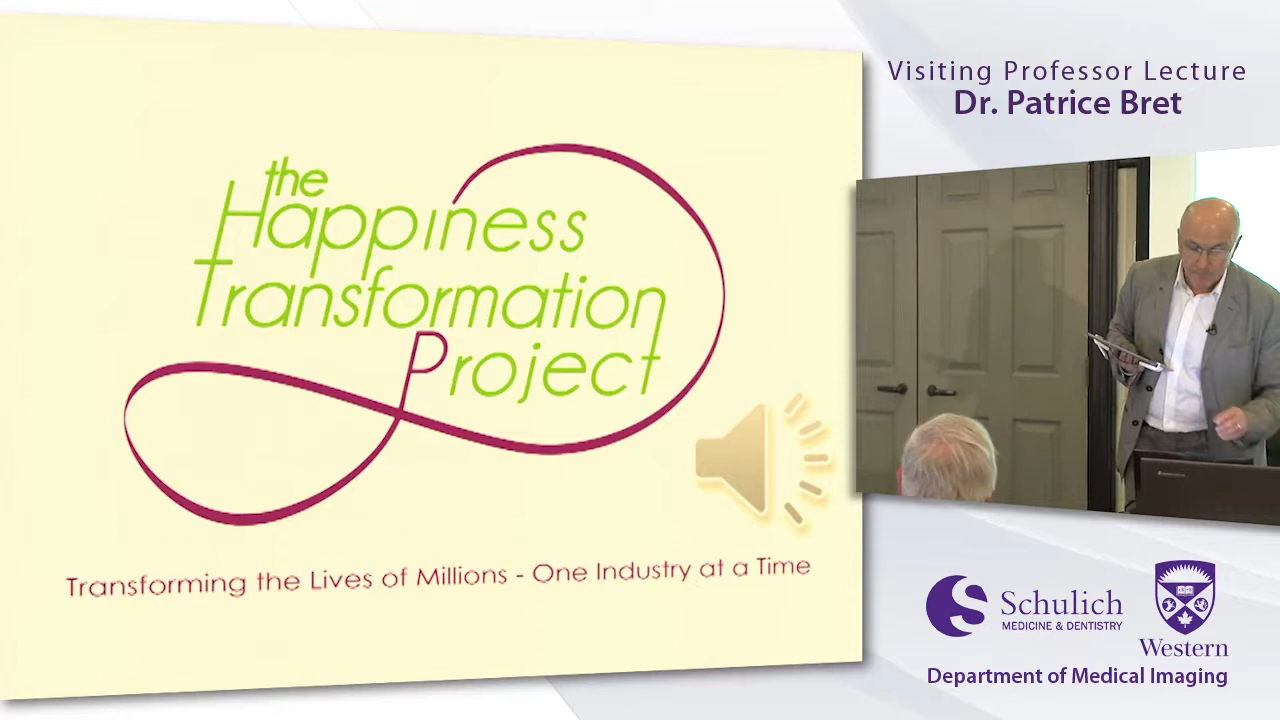 the
Happiness
Transformation
Project
Transforming the Lives of Millions - One Industry at a Time
Visiting Professor Lecture
Dr. Patrice Bret
Schulich
MEDICINE & DENTISTRY
Western
Department of Medical Imaging